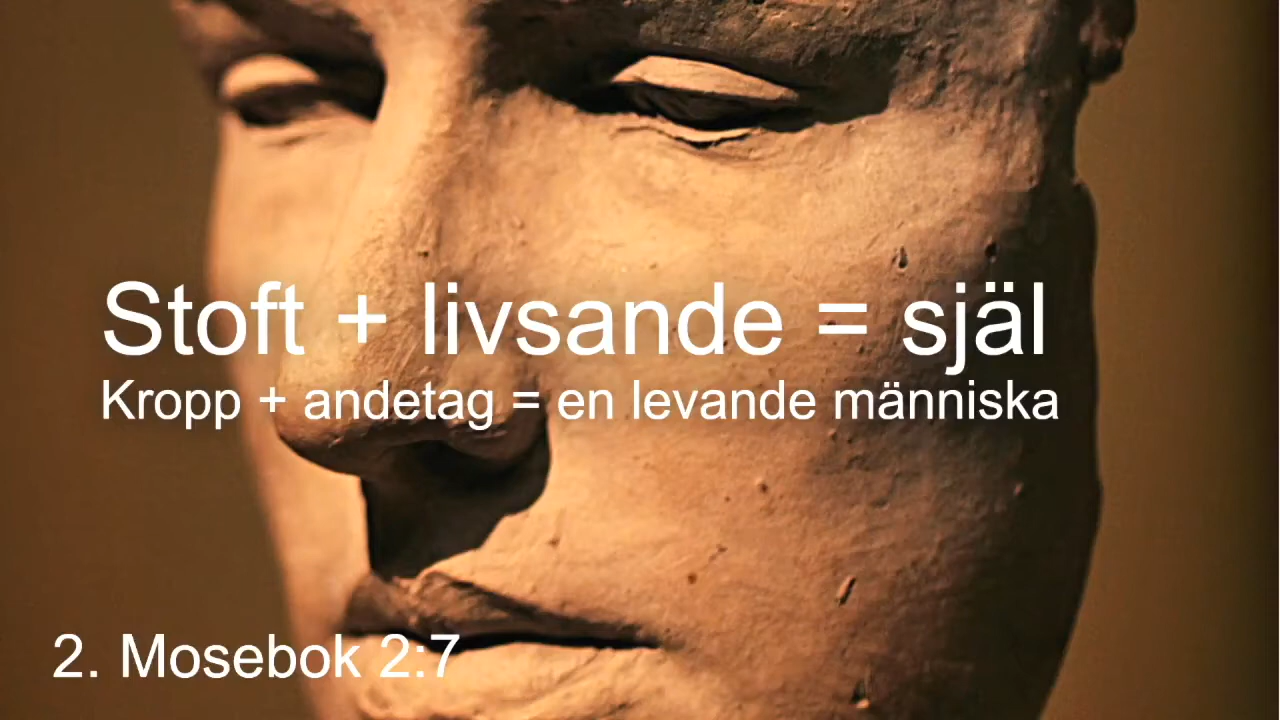 Stoft + livsande = själ
Kropp + andetag = en levande människa
2. Mosebok 2:7